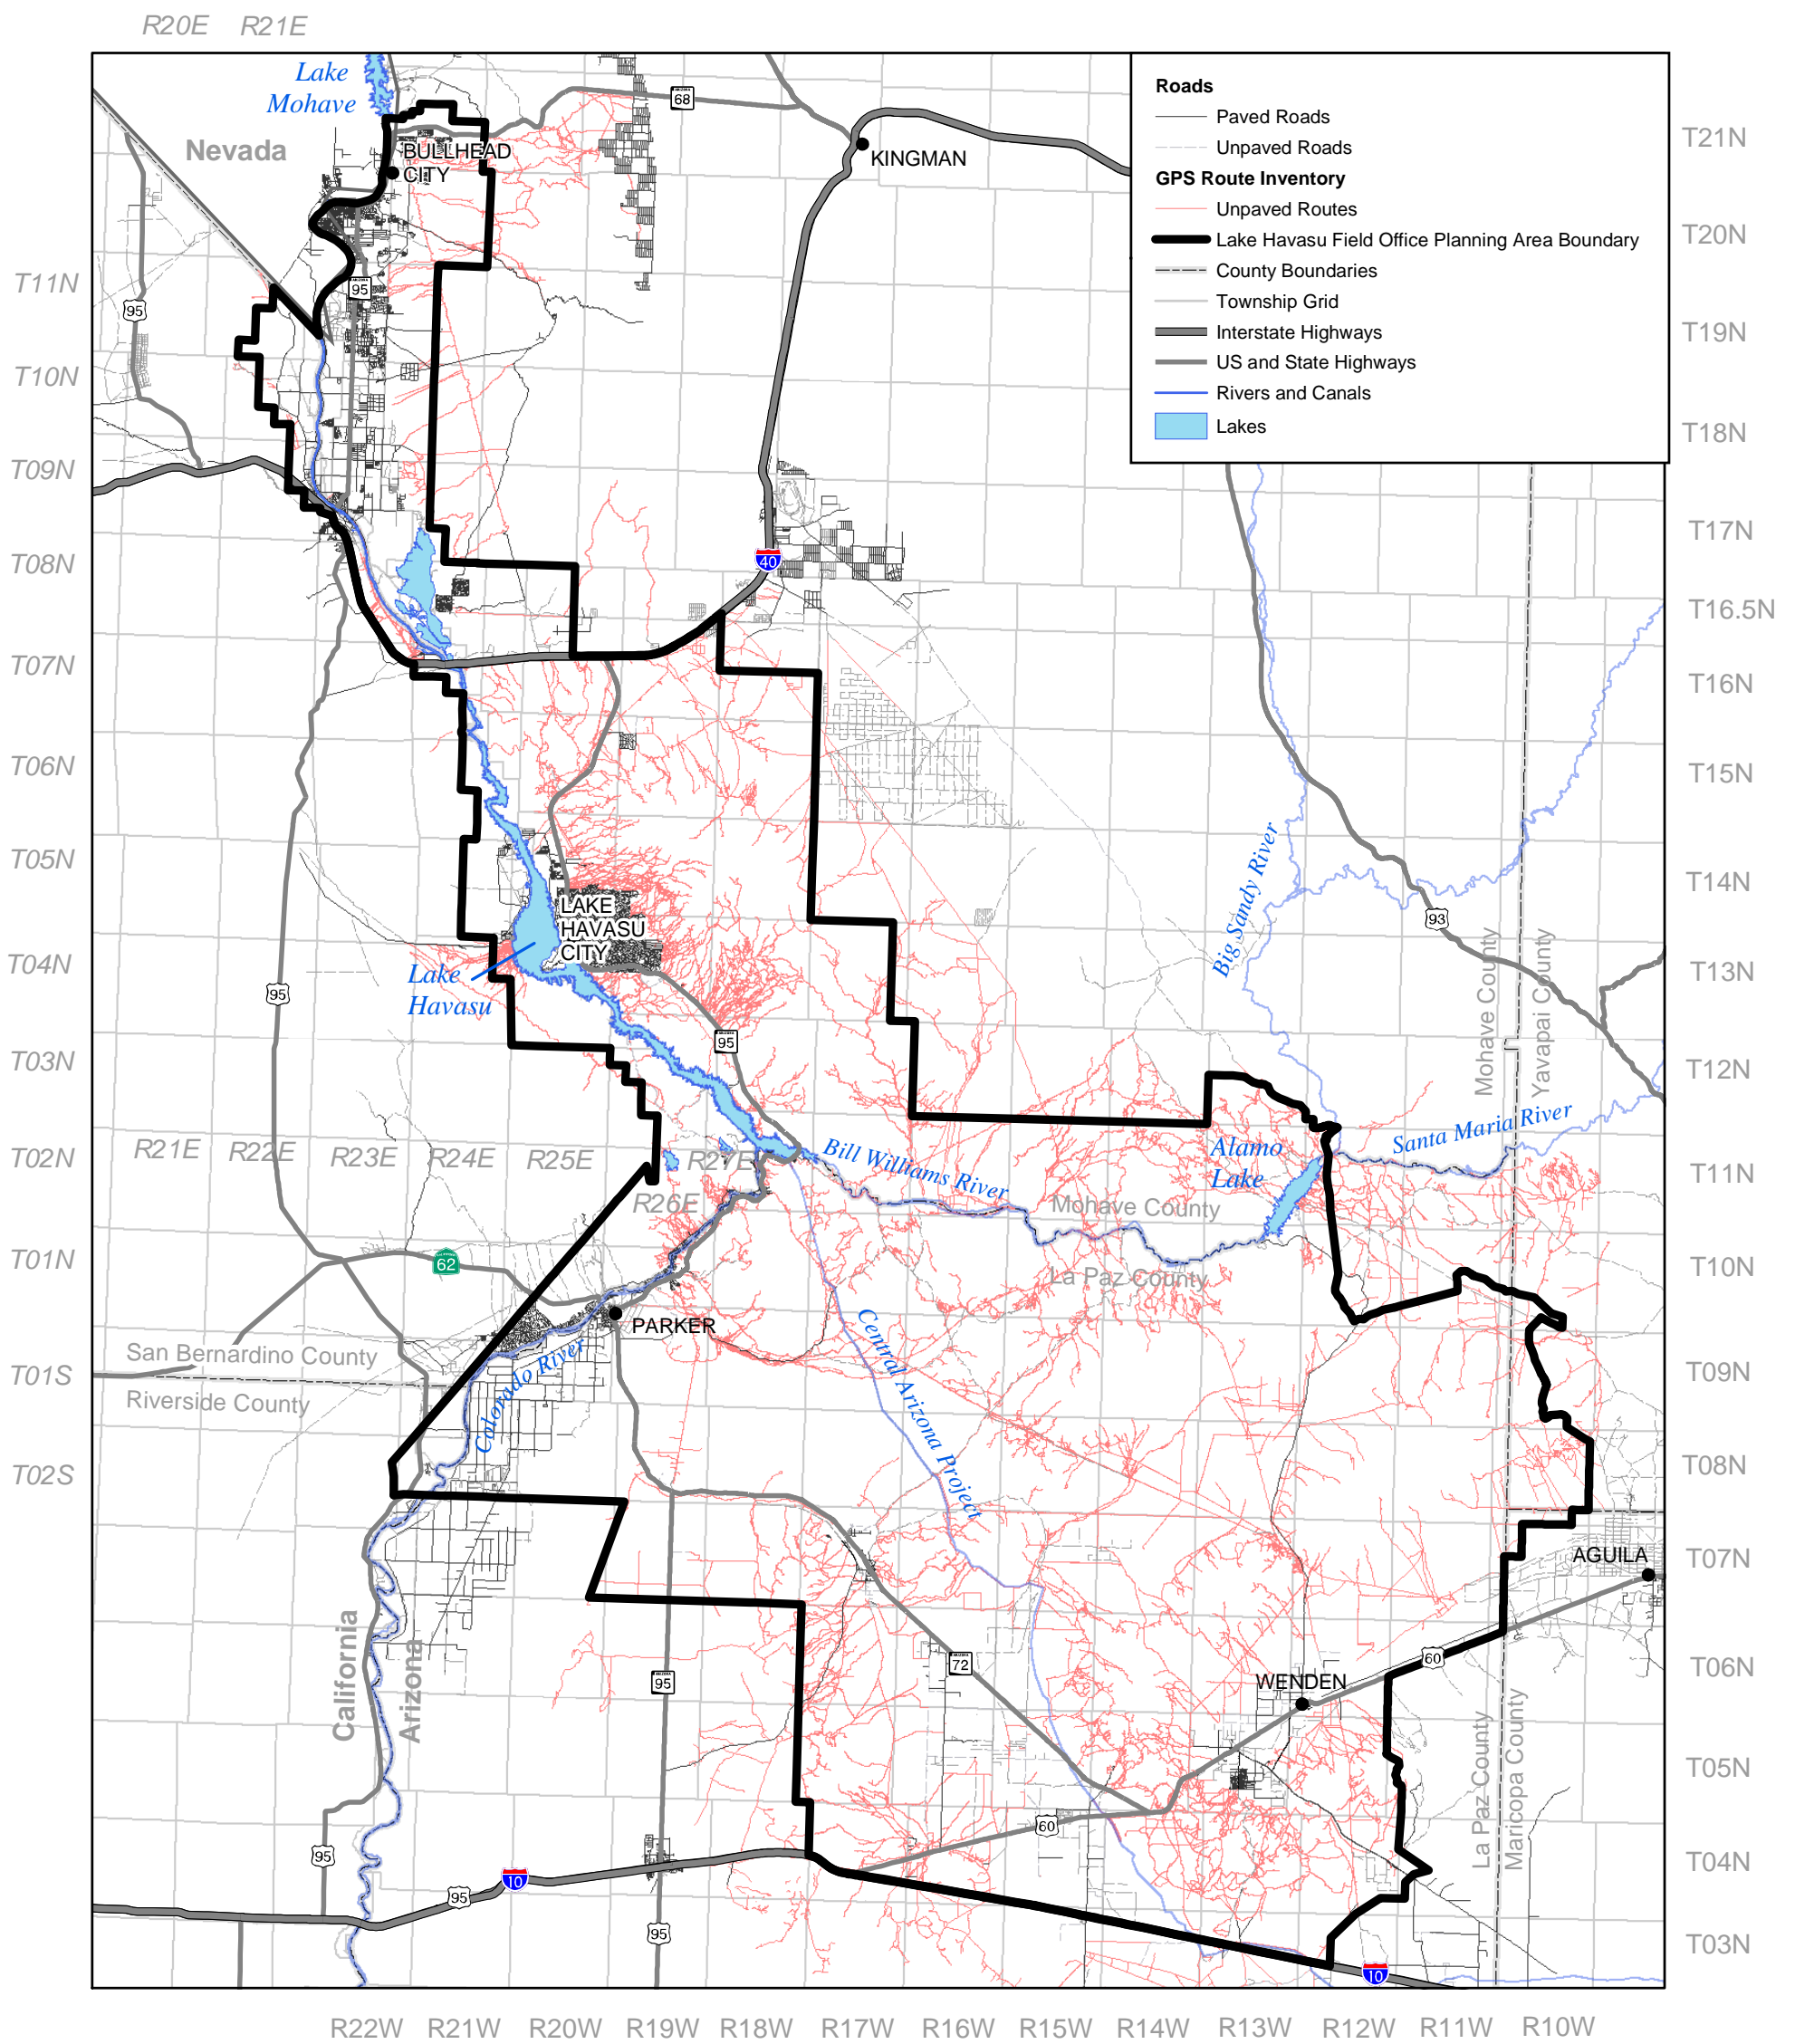 R20E R21E
Lake
Mohave
Nevada
BULLHEAD
CITY
68
KINGMAN
95
95
Roads
Paved Roads
Unpaved Roads
GPS Route Inventory
Unpaved Routes
Lake Havasu Field Office Planning Area Boundary
County Boundaries
Township Grid
Interstate Highways
US and State Highways
Rivers and Canals
Lakes
T21N
T20N
T19N
T18N
T17N
T16.5N
T16N
T15N
T14N
T13N
T12N
T11N
T10N
T09N
T08N
T07N
T06N
T05N
T04N
T03N
T11N
T10N
T09N
T08N
T07N
T06N
T05N
T04N
T03N
T02N
T01N
T01S
T02S
40
LAKE
HAVASU
CITY
Lake
Havasu
95
95
93
Big Sandy River
Mohave County
Yavapai County
Santa Maria River
Alamo
Lake
Bill Williams River
Mohave County
La Paz County
R21E R22E R23E R24E R25E R27E
R26E
62
PARKER
San Bernardino County
Riverside County
Colorado River
Central Arizona Project
AGUILA
California
Arizona
95
72
WENDEN
60
La Paz County
Maricopa County
60
95
10
95
95
10
R22W R21W R20W R19W R18W R17W R16W R15W R14W R13W R12W R11W R10W